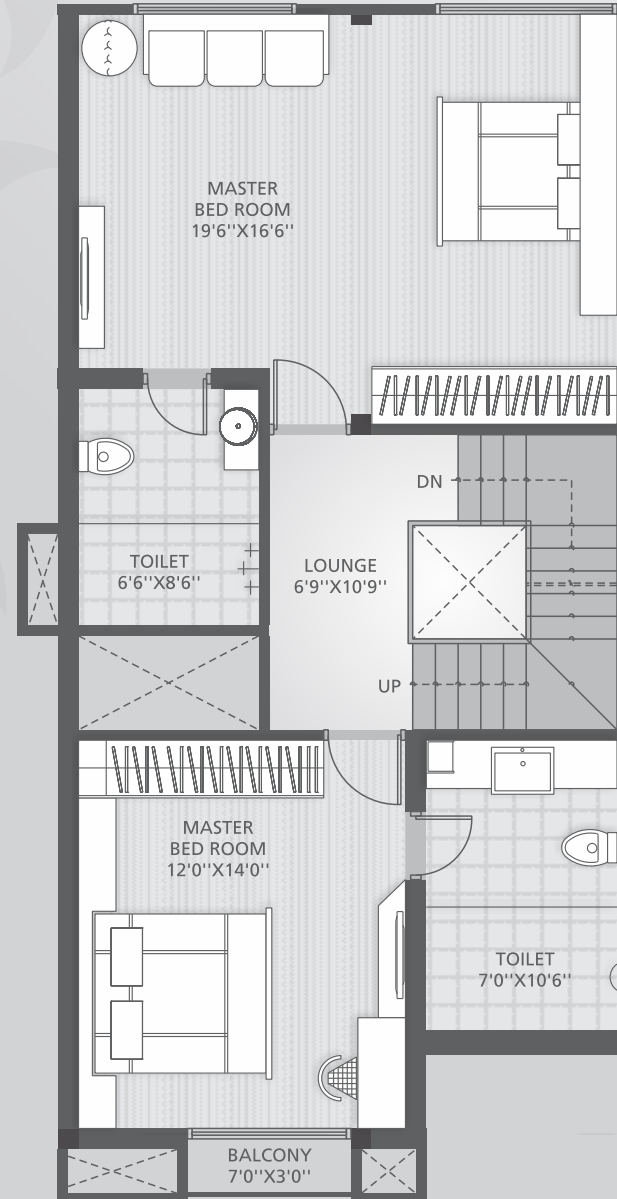 MASTER
BED ROOM
19'6''X16'6''
DN
TOILET
6'6''X8'6''
LOUNGE
6'9''X10'9''
UP
MASTER
BED ROOM
12'0''X14'0''
TOILET
7'0''X10'6''
BALCONY
7'0''X3'0''